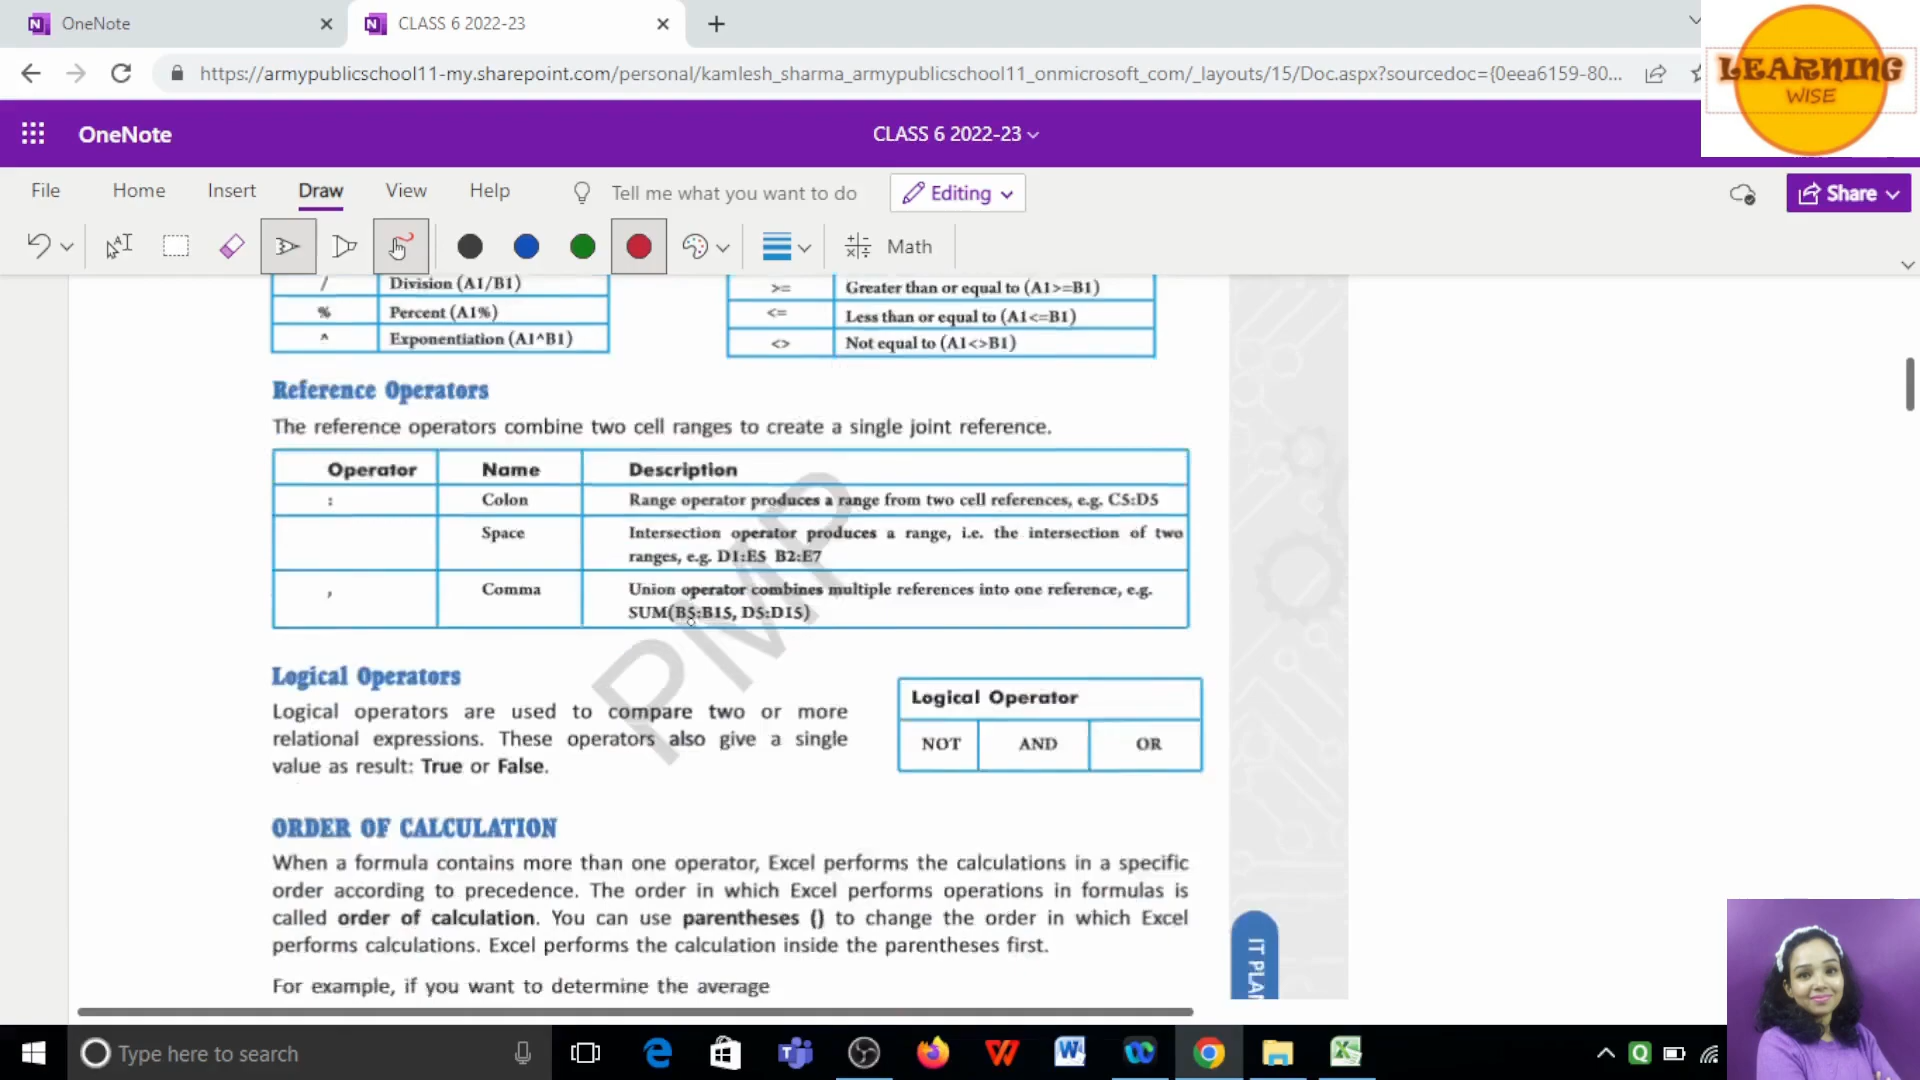 OneNote
CLASS 6 2022-23
https://armypublicschool11-my.sharepoint.com/personal/kamlesh_sharma_armypublicschool11_onmicrosoft_com/_layouts/15/Doc.aspx?sourcedoc={0eea6159-80...
LEARNING
WISE
OneNote
CLASS 6 2022-23
File Home Insert Draw View Help Tell me what you want to do Editing Share
Math
/ Division (A1/B1)
% Percent (A1%)
^ Exponentiation (A1^B1)
>= Greater than or equal to (A1>=B1)
<= Less than or equal to (A1<=B1)
<> Not equal to (A1<>B1)
Reference Operators
The reference operators combine two cell ranges to create a single joint reference.
Operator Name Description
: Colon Range operator produces a range from two cell references, e.g. C5:D5
Space Intersection operator produces a range, i.e. the intersection of two
ranges, e.g. D1:E5 B2:E7
, Comma Union operator combines multiple references into one reference, e.g.
SUM(B5:B15, D5:D15)
PMP
Logical Operators
Logical operators are used to compare two or more
relational expressions. These operators also give a single
value as result: True or False.
Logical Operator
NOT AND OR
ORDER OF CALCULATION
When a formula contains more than one operator, Excel performs the calculations in a specific
order according to precedence. The order in which Excel performs operations in formulas is
called order of calculation. You can use parentheses () to change the order in which Excel
performs calculations. Excel performs the calculation inside the parentheses first.
For example, if you want to determine the average
IT PLA
Type here to search